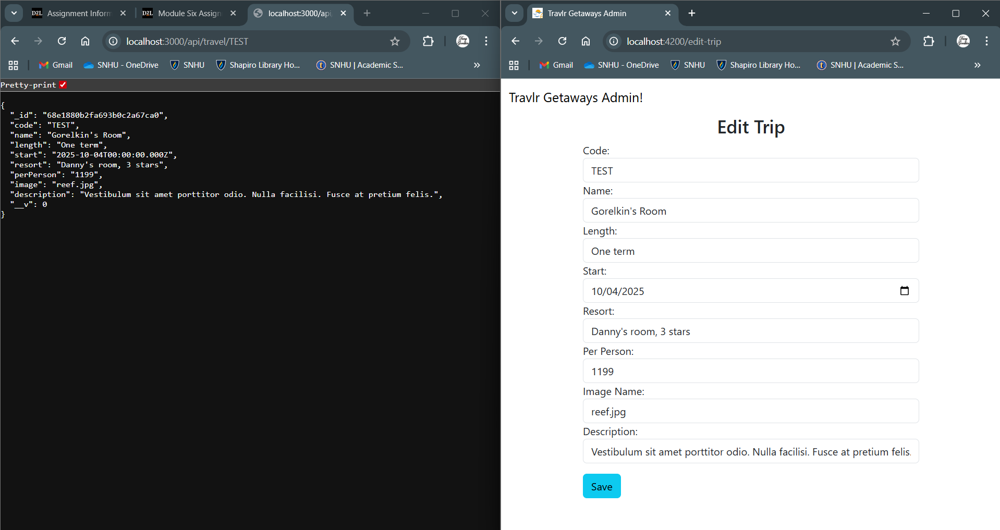 Assignment Inform
Module Six Assign
localhost:3000/api
localhost:3000/api/travel/TEST
Gmail
SNHU - OneDrive
SNHU
Shapiro Library Ho...
SNHU | Academic S...
Pretty-print
{
  "_id": "68e1880b2fa693b0c2a67ca0",
  "code": "TEST",
  "name": "Gorelkin's Room",
  "length": "One term",
  "start": "2025-10-04T00:00:00.000Z",
  "resort": "Danny's room, 3 stars",
  "perPerson": "1199",
  "image": "reef.jpg",
  "description": "Vestibulum sit amet porttitor odio. Nulla facilisi. Fusce at pretium felis.",
  "__v": 0
}
Travlr Getaways Admin
localhost:4200/edit-trip
Gmail
SNHU - OneDrive
SNHU
Shapiro Library Ho...
SNHU | Academic S...
Travlr Getaways Admin!
Edit Trip
Code:
TEST
Name:
Gorelkin's Room
Length:
One term
Start:
10/04/2025
Resort:
Danny's room, 3 stars
Per Person:
1199
Image Name:
reef.jpg
Description:
Vestibulum sit amet porttitor odio. Nulla facilisi. Fusce at pretium felis.
Save